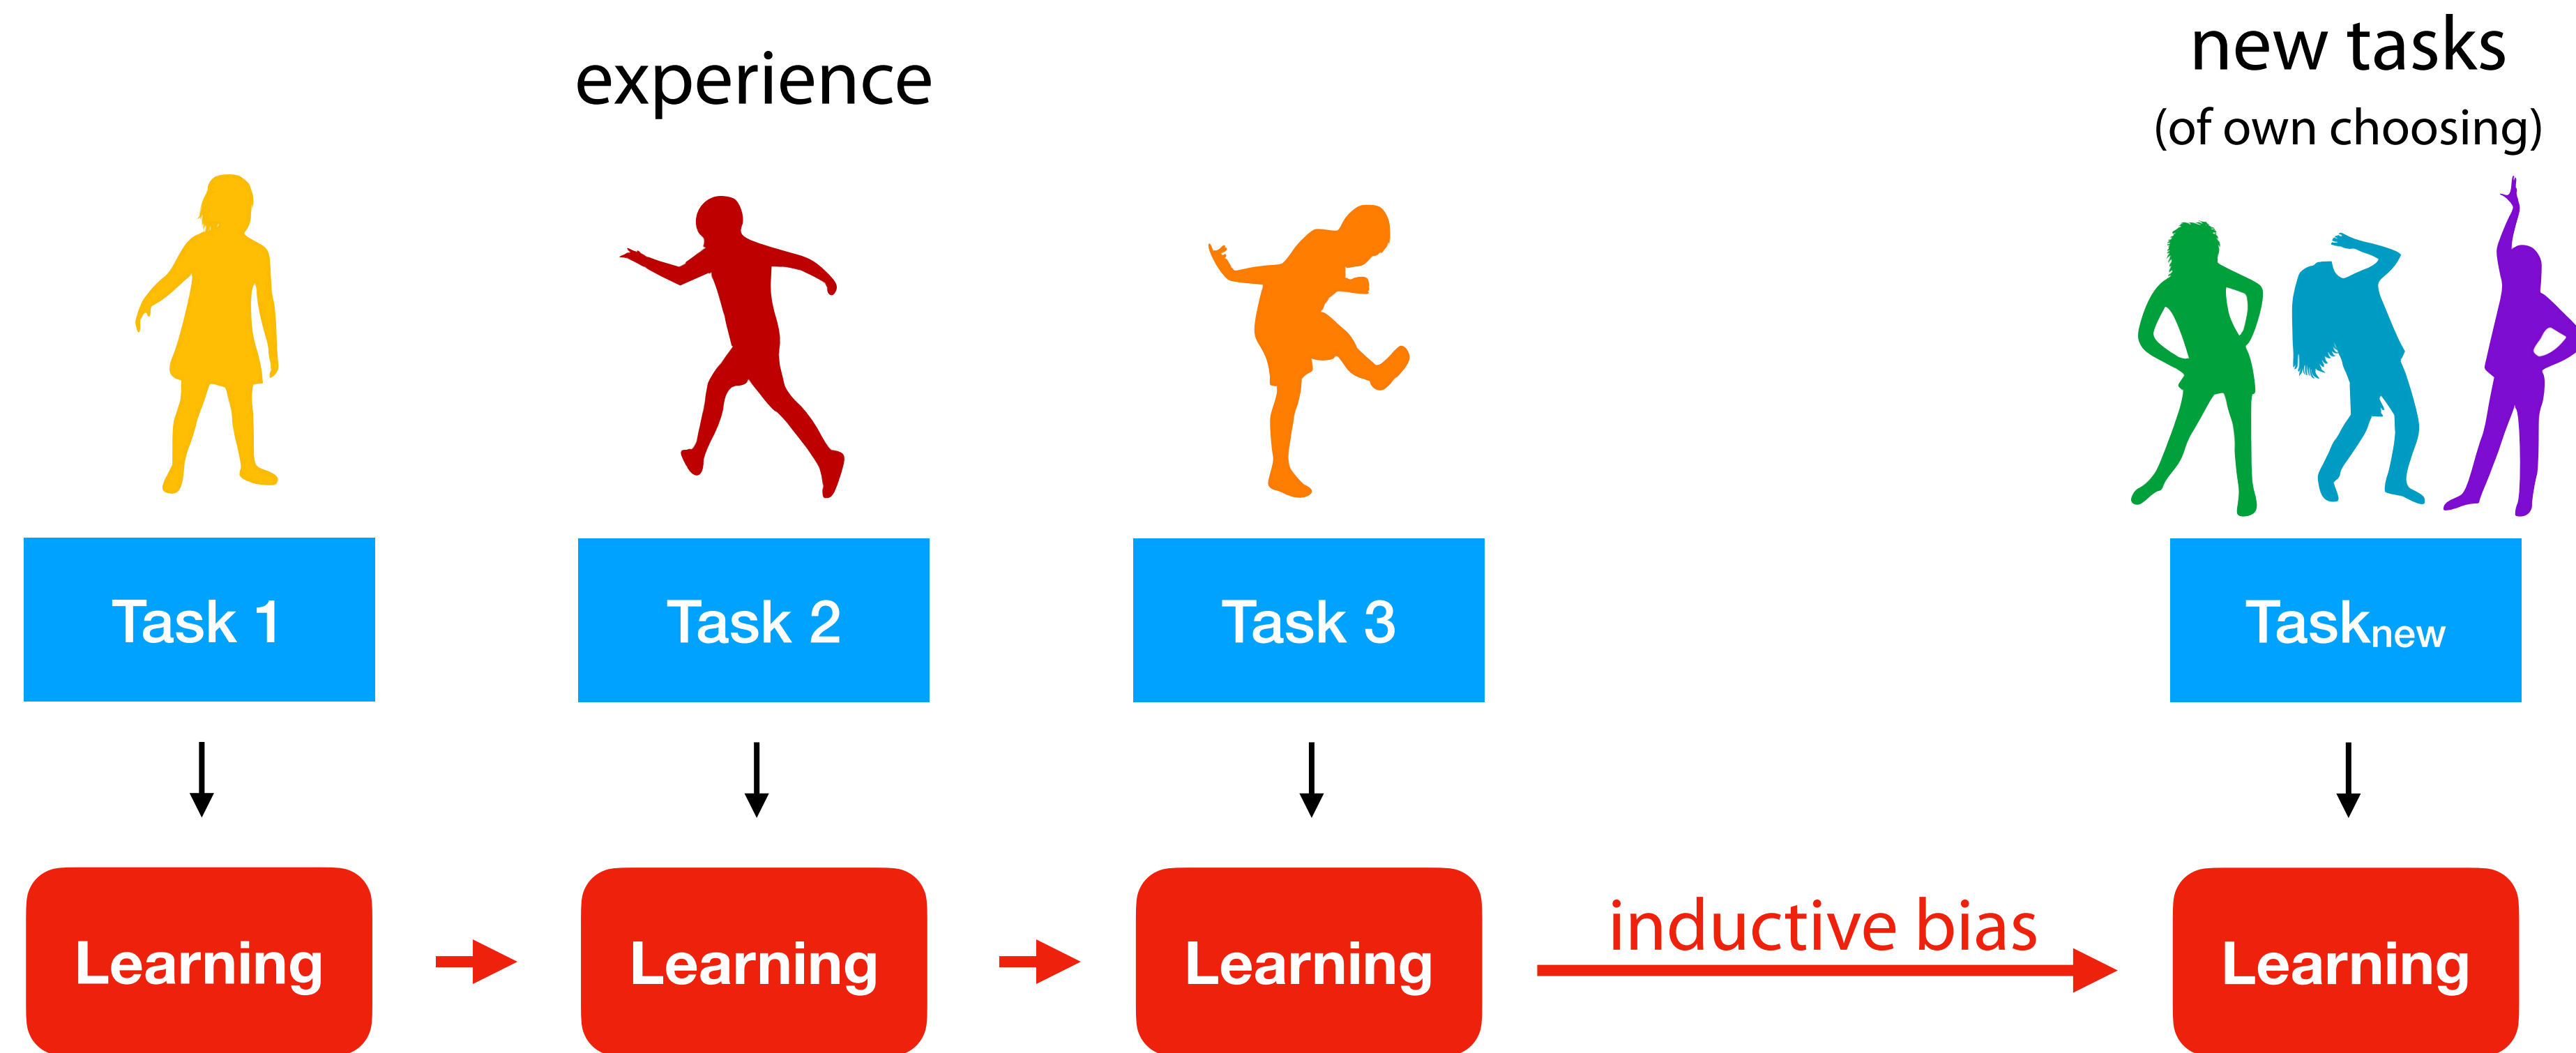 experience
new tasks
(of own choosing)
Task 1
Task 2
Task 3
Tasknew
inductive bias
Learning
Learning
Learning
Learning